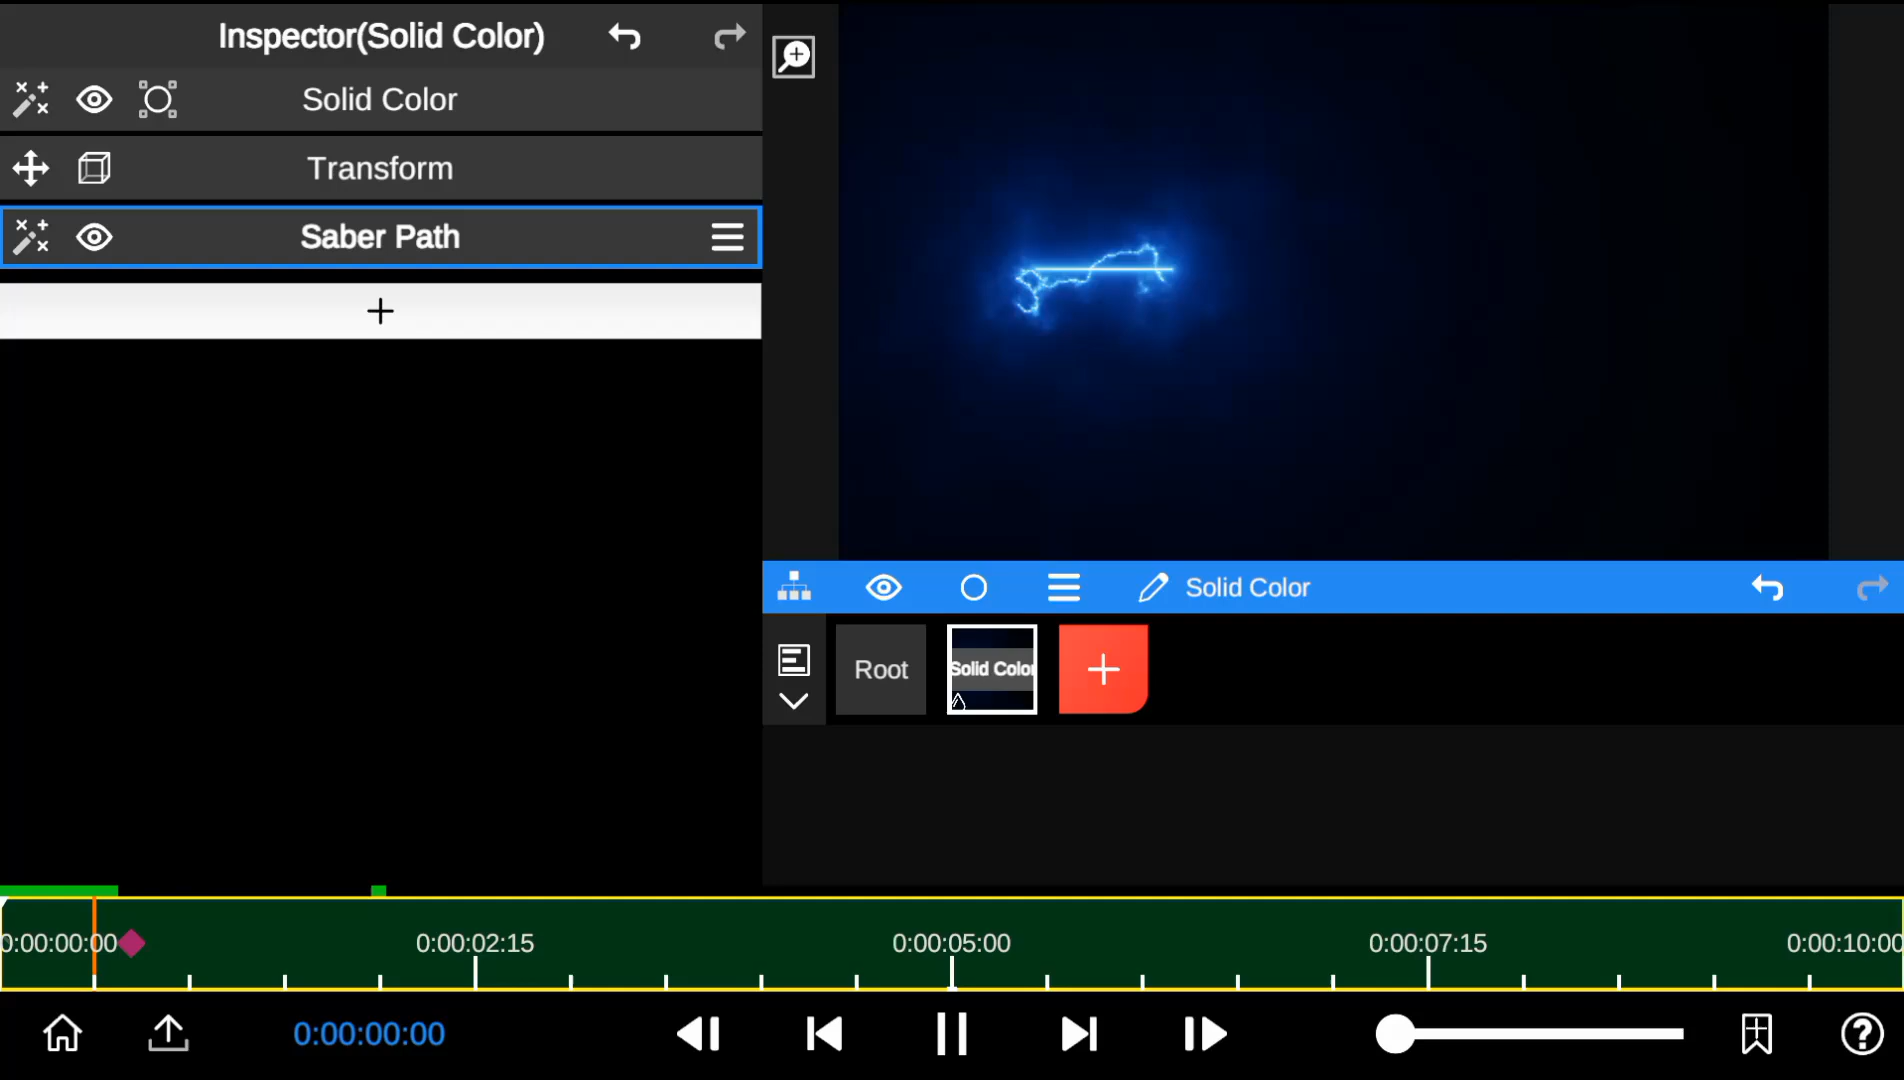 Inspector(Solid Color)
Solid Color
Transform
Saber Path
Solid Color
Root
Solid Color
0:00:00:00
0:00:02:15
0:00:05:00
0:00:07:15
0:00:10:00
0:00:00:00